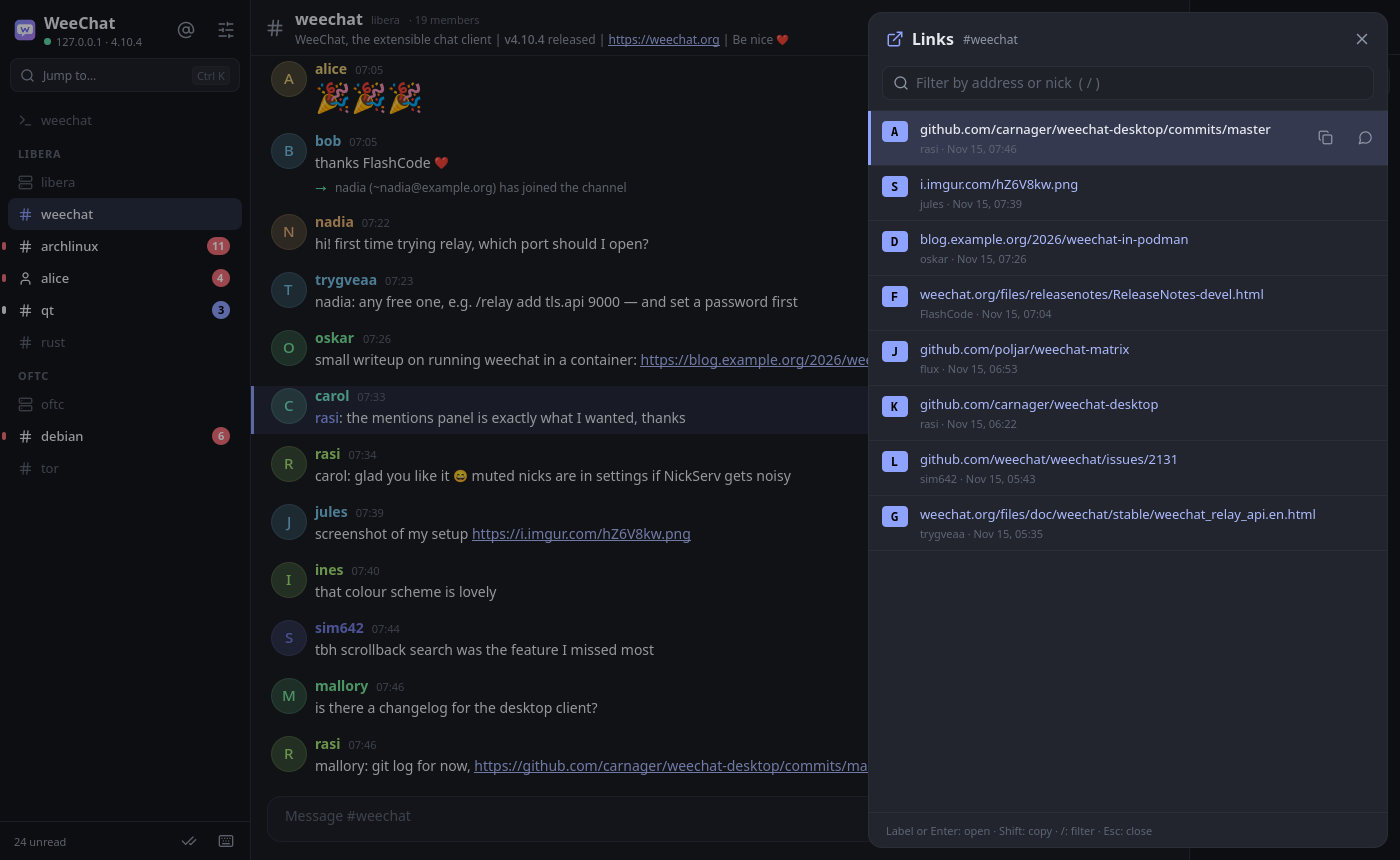 WeeChat
127.0.0.1 · 4.10.4
Jump to...
Ctrl K
weechat
LIBERA
libera
weechat
archlinux
11
alice
4
qt
3
rust
OFTC
oftc
debian
6
tor
24 unread
weechat libera · 19 members
WeeChat, the extensible chat client | v4.10.4 released | https://weechat.org | Be nice ❤️
A
alice 07:05
🎉🎉🎉
B
bob 07:05
thanks FlashCode ❤️
→ nadia (~nadia@example.org) has joined the channel
N
nadia 07:22
hi! first time trying relay, which port should I open?
T
trygveaa 07:23
nadia: any free one, e.g. /relay add tls.api 9000 — and set a password first
O
oskar 07:26
small writeup on running weechat in a container: https://blog.example.org/2026/wee
C
carol 07:33
rasi: the mentions panel is exactly what I wanted, thanks
R
rasi 07:34
carol: glad you like it 😄 muted nicks are in settings if NickServ gets noisy
J
jules 07:39
screenshot of my setup https://i.imgur.com/hZ6V8kw.png
I
ines 07:40
that colour scheme is lovely
S
sim642 07:44
tbh scrollback search was the feature I missed most
M
mallory 07:46
is there a changelog for the desktop client?
R
rasi 07:46
mallory: git log for now, https://github.com/carnager/weechat-desktop/commits/ma
Message #weechat
Links #weechat
Filter by address or nick ( / )
A
github.com/carnager/weechat-desktop/commits/master
rasi · Nov 15, 07:46
S
i.imgur.com/hZ6V8kw.png
jules · Nov 15, 07:39
D
blog.example.org/2026/weechat-in-podman
oskar · Nov 15, 07:26
F
weechat.org/files/releasenotes/ReleaseNotes-devel.html
FlashCode · Nov 15, 07:04
J
github.com/poljar/weechat-matrix
flux · Nov 15, 06:53
K
github.com/carnager/weechat-desktop
rasi · Nov 15, 06:22
L
github.com/weechat/weechat/issues/2131
sim642 · Nov 15, 05:43
G
weechat.org/files/doc/weechat/stable/weechat_relay_api.en.html
trygveaa · Nov 15, 05:35
Label or Enter: open · Shift: copy · /: filter · Esc: close